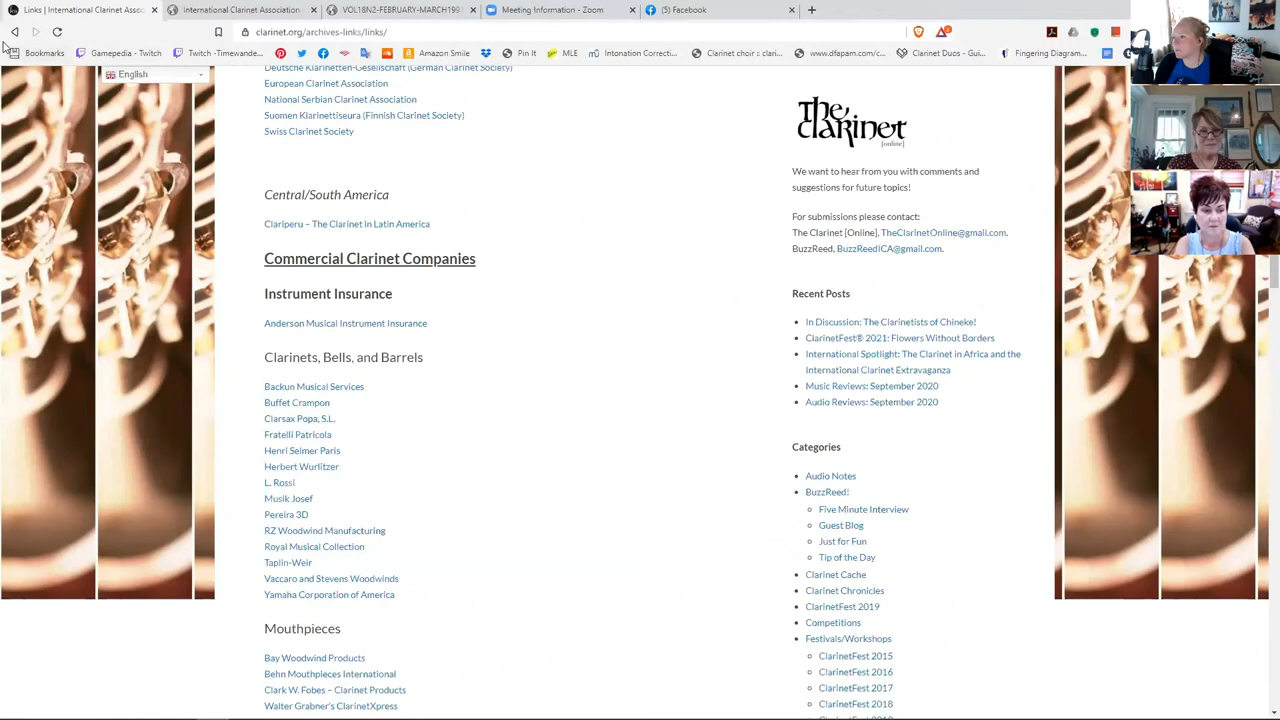 Links | International Clarinet Assoc
International Clarinet Association
VOL18N2-FEBRUARY-MARCH199
Meeting Information - Zoom
(3) Facebook
clarinet.org/archives-links/links/
Bookmarks
Gamepedia - Twitch
Twitch -Timewande...
Pin It
MLE
Intonation Correcti...
Clarinet choir :: clari...
www.dfapam.com/c...
Clarinet Duos - Gui...
Fingering Diagram...
English
Deutsche Klarinetten-Gesellschaft (German Clarinet Society)
European Clarinet Association
National Serbian Clarinet Association
Suomen Klarinettiseura (Finnish Clarinet Society)
Swiss Clarinet Society
Central/South America
Clariperu – The Clarinet in Latin America
Commercial Clarinet Companies
Instrument Insurance
Anderson Musical Instrument Insurance
Clarinets, Bells, and Barrels
Backun Musical Services
Buffet Crampon
Clarsax Popa, S.L.
Fratelli Patricola
Henri Selmer Paris
Herbert Wurlitzer
L. Rossi
Musik Josef
Pereira 3D
RZ Woodwind Manufacturing
Royal Musical Collection
Taplin-Weir
Vaccaro and Stevens Woodwinds
Yamaha Corporation of America
Mouthpieces
Bay Woodwind Products
Behn Mouthpieces International
Clark W. Fobes – Clarinet Products
Walter Grabner's ClarinetXpress
the
clarinet
[online]
We want to hear from you with comments and
suggestions for future topics!
For submissions please contact:
The Clarinet [Online], TheClarinetOnline@gmail.com.
BuzzReed, BuzzReedICA@gmail.com.
Recent Posts
In Discussion: The Clarinetists of Chineke!
ClarinetFest® 2021: Flowers Without Borders
International Spotlight: The Clarinet in Africa and the
International Clarinet Extravaganza
Music Reviews: September 2020
Audio Reviews: September 2020
Categories
Audio Notes
BuzzReed!
Five Minute Interview
Guest Blog
Just for Fun
Tip of the Day
Clarinet Cache
Clarinet Chronicles
ClarinetFest 2019
Competitions
Festivals/Workshops
ClarinetFest 2015
ClarinetFest 2016
ClarinetFest 2017
ClarinetFest 2018